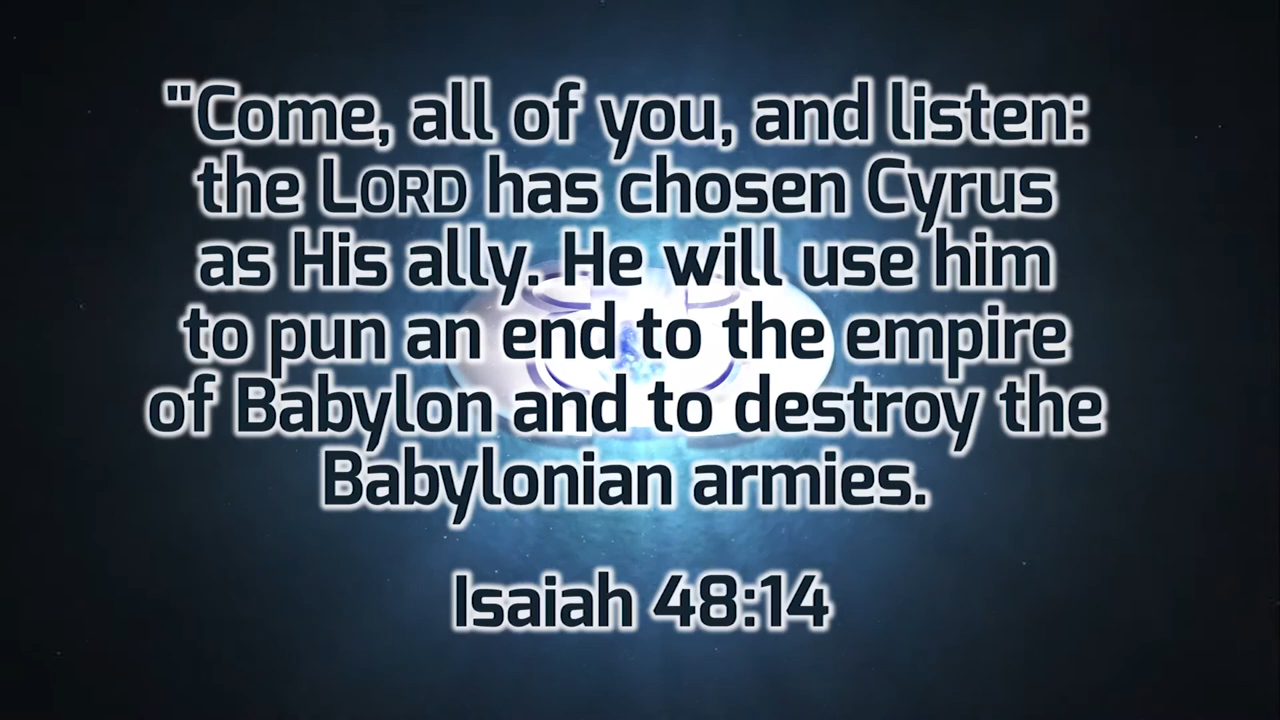 "Come, all of you, and listen:
the LORD has chosen Cyrus
as His ally. He will use him
to pun an end to the empire
of Babylon and to destroy the
Babylonian armies.
Isaiah 48:14